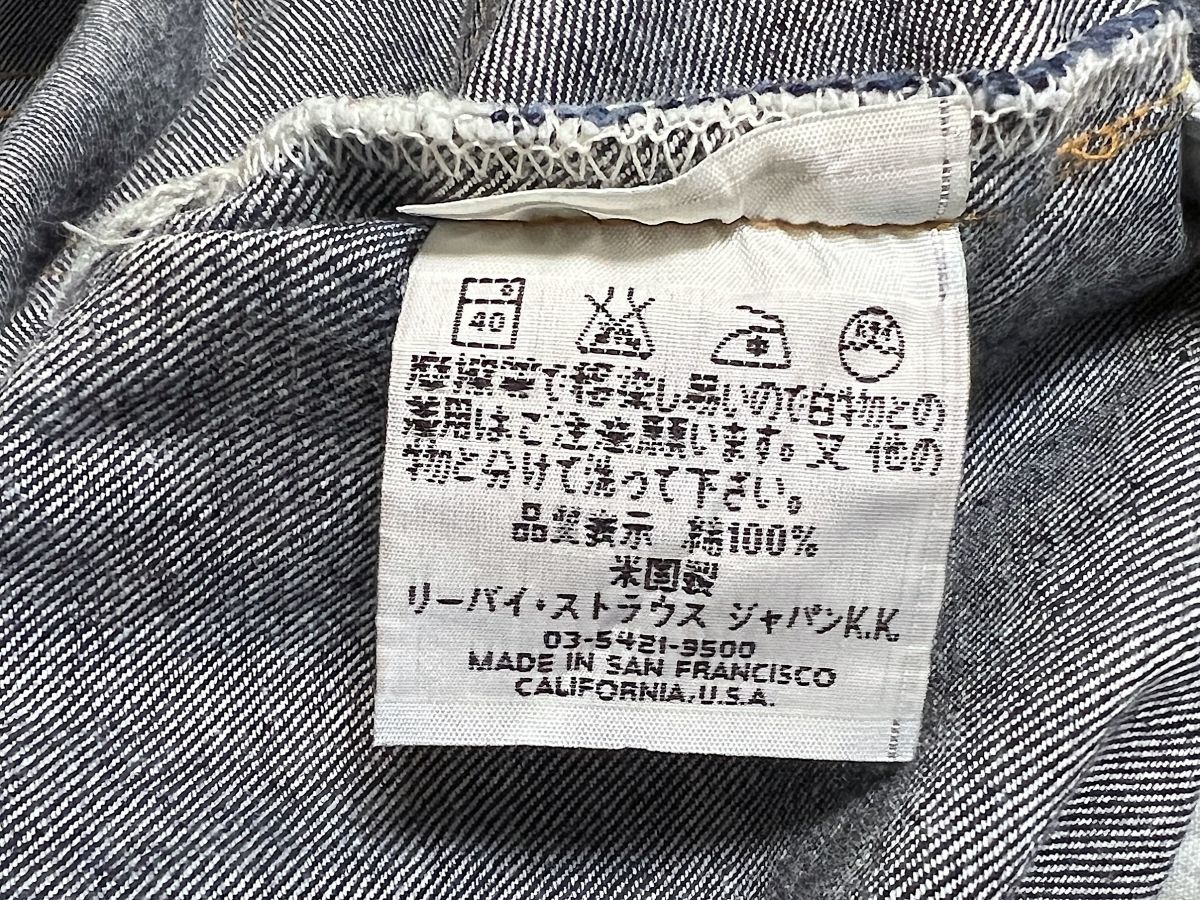 40
摩擦等で移染し易いので白物との
着用はご注意願います。又 他の
物と分けて洗って下さい。
品質表示 綿100%
米国製
リーバイ・ストラウス ジャパンK.K.
03-5421-9500
MADE IN SAN FRANCISCO
CALIFORNIA, U.S.A.